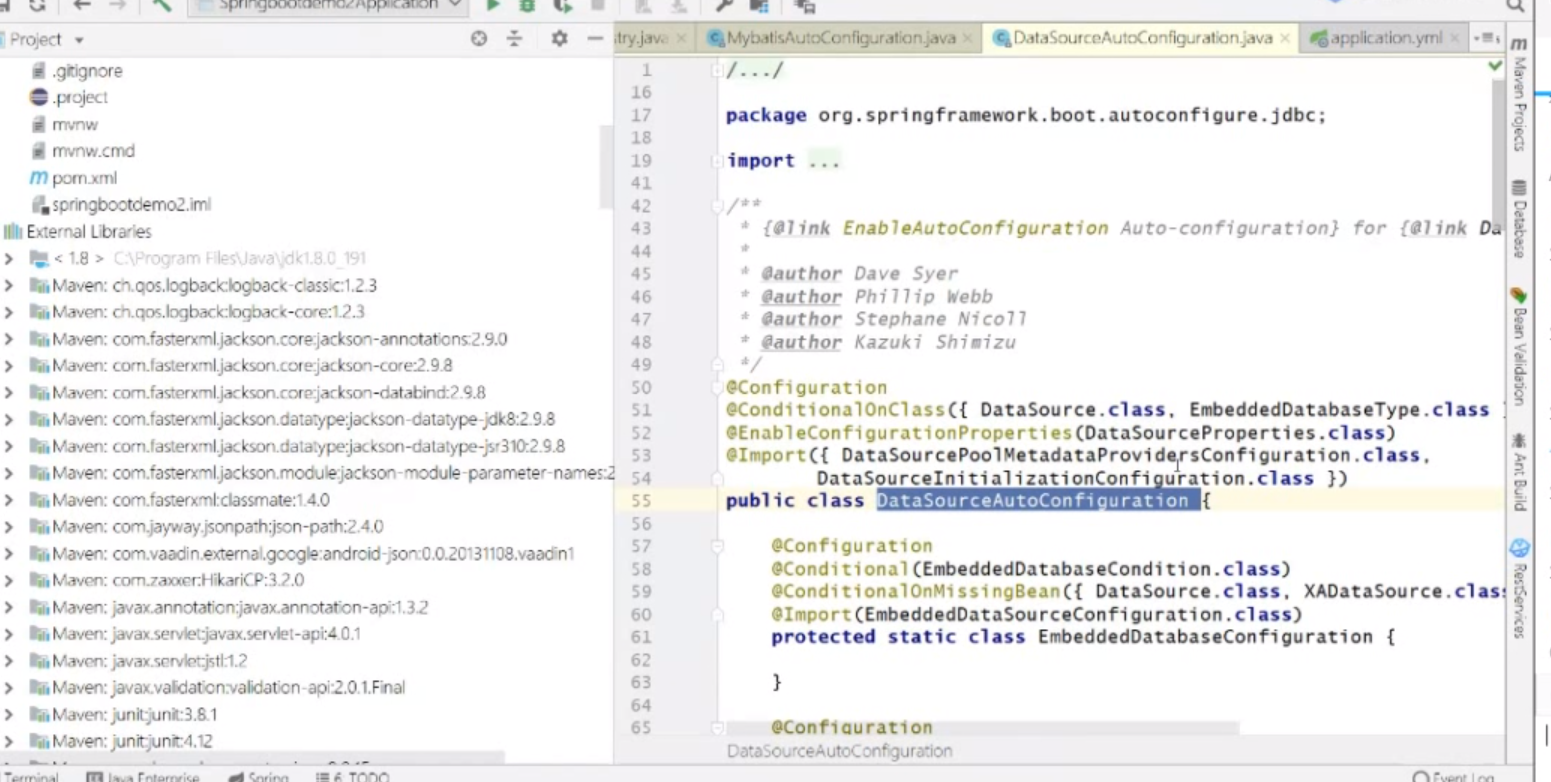 Springbootdemo2Application
Project
try.java
MybatisAutoConfiguration.java
DataSourceAutoConfiguration.java
application.yml
.gitignore
.project
mvnw
mvnw.cmd
pom.xml
springbootdemo2.iml
External Libraries
< 1.8 > C:\Program Files\Java\jdk1.8.0_191
Maven: ch.qos.logback:logback-classic:1.2.3
Maven: ch.qos.logback:logback-core:1.2.3
Maven: com.fasterxml.jackson.core:jackson-annotations:2.9.0
Maven: com.fasterxml.jackson.core:jackson-core:2.9.8
Maven: com.fasterxml.jackson.core:jackson-databind:2.9.8
Maven: com.fasterxml.jackson.datatype:jackson-datatype-jdk8:2.9.8
Maven: com.fasterxml.jackson.datatype:jackson-datatype-jsr310:2.9.8
Maven: com.fasterxml.jackson.module:jackson-module-parameter-names:2
Maven: com.fasterxml:classmate:1.4.0
Maven: com.jayway.jsonpath:json-path:2.4.0
Maven: com.vaadin.external.google:android-json:0.0.20131108.vaadin1
Maven: com.zaxxer:HikariCP:3.2.0
Maven: javax.annotation:javax.annotation-api:1.3.2
Maven: javax.servlet:javax.servlet-api:4.0.1
Maven: javax.servlet:jstl:1.2
Maven: javax.validation:validation-api:2.0.1.Final
Maven: junit:junit:3.8.1
Maven: junit:junit:4.12
1 /.../
16
17 package org.springframework.boot.autoconfigure.jdbc;
18
19 import ...
41
42 /**
43 * {@link EnableAutoConfiguration Auto-configuration} for {@link Da
44 *
45 * @author Dave Syer
46 * @author Phillip Webb
47 * @author Stephane Nicoll
48 * @author Kazuki Shimizu
49 */
50 @Configuration
51 @ConditionalOnClass({ DataSource.class, EmbeddedDatabaseType.class }
52 @EnableConfigurationProperties(DataSourceProperties.class)
53 @Import({ DataSourcePoolMetadataProvidersConfiguration.class,
54 DataSourceInitializationConfiguration.class })
55 public class DataSourceAutoConfiguration {
56
57 @Configuration
58 @Conditional(EmbeddedDatabaseCondition.class)
59 @ConditionalOnMissingBean({ DataSource.class, XADataSource.class
60 @Import(EmbeddedDataSourceConfiguration.class)
61 protected static class EmbeddedDatabaseConfiguration {
62
63 }
64
65 @Configuration
DataSourceAutoConfiguration
Maven Projects
Database
Bean Validation
Ant Build
RestServices
Terminal
Java Enterprise
Spring
6: TODO
Event Log